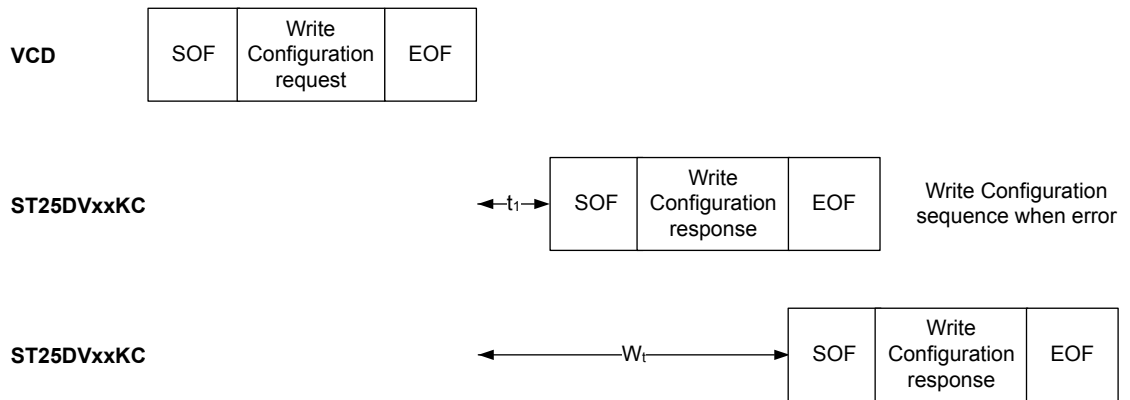 VCD
SOF
Write
Configuration
request
EOF
ST25DVxxKC
t1
SOF
Write
Configuration
response
EOF
Write Configuration
sequence when error
ST25DVxxKC
Wt
SOF
Write
Configuration
response
EOF